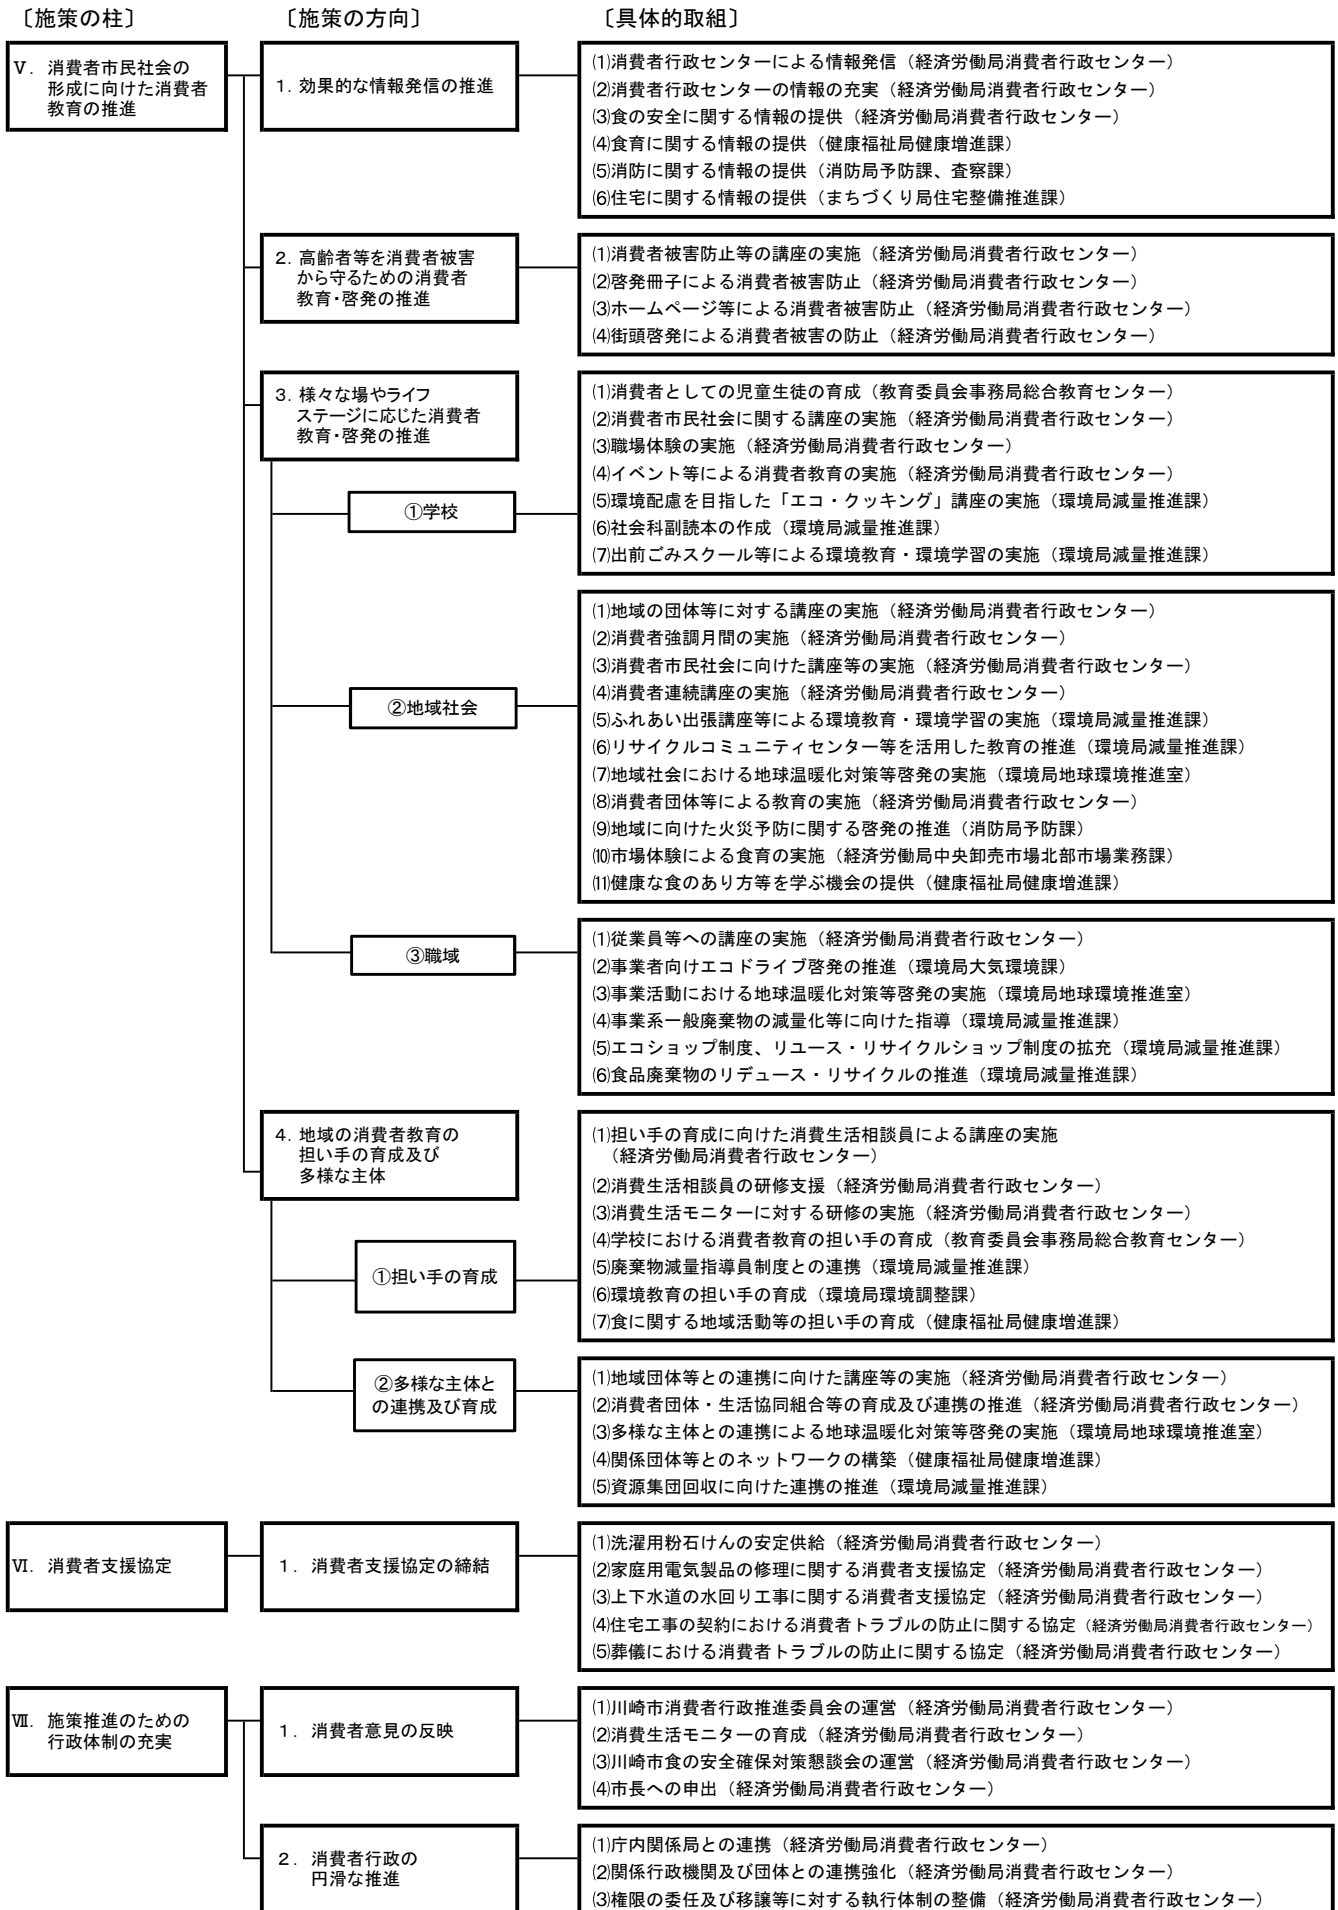 〔施策の柱〕 〔施策の方向〕 〔具体的取組〕
Ⅴ. 消費者市民社会の
形成に向けた消費者
教育の推進
1. 効果的な情報発信の推進
⑴消費者行政センターによる情報発信（経済労働局消費者行政センター）
⑵消費者行政センターの情報の充実（経済労働局消費者行政センター）
⑶食の安全に関する情報の提供（経済労働局消費者行政センター）
⑷食育に関する情報の提供（健康福祉局健康増進課）
⑸消防に関する情報の提供（消防局予防課、査察課）
⑹住宅に関する情報の提供（まちづくり局住宅整備推進課）
2. 高齢者等を消費者被害
から守るための消費者
教育・啓発の推進
⑴消費者被害防止等の講座の実施（経済労働局消費者行政センター）
⑵啓発冊子による消費者被害防止（経済労働局消費者行政センター）
⑶ホームページ等による消費者被害防止（経済労働局消費者行政センター）
⑷街頭啓発による消費者被害の防止（経済労働局消費者行政センター）
3. 様々な場やライフ
ステージに応じた消費者
教育・啓発の推進
①学校
⑴消費者としての児童生徒の育成（教育委員会事務局総合教育センター）
⑵消費者市民社会に関する講座の実施（経済労働局消費者行政センター）
⑶職場体験の実施（経済労働局消費者行政センター）
⑷イベント等による消費者教育の実施（経済労働局消費者行政センター）
⑸環境配慮を目指した「エコ・クッキング」講座の実施（環境局減量推進課）
⑹社会科副読本の作成（環境局減量推進課）
⑺出前ごみスクール等による環境教育・環境学習の実施（環境局減量推進課）
②地域社会
⑴地域の団体等に対する講座の実施（経済労働局消費者行政センター）
⑵消費者強調月間の実施（経済労働局消費者行政センター）
⑶消費者市民社会に向けた講座等の実施（経済労働局消費者行政センター）
⑷消費者連続講座の実施（経済労働局消費者行政センター）
⑸ふれあい出張講座等による環境教育・環境学習の実施（環境局減量推進課）
⑹リサイクルコミュニティセンター等を活用した教育の推進（環境局減量推進課）
⑺地域社会における地球温暖化対策等啓発の実施（環境局地球環境推進室）
⑻消費者団体等による教育の実施（経済労働局消費者行政センター）
⑼地域に向けた火災予防に関する啓発の推進（消防局予防課）
⑽市場体験による食育の実施（経済労働局中央卸売市場北部市場業務課）
⑾健康な食のあり方等を学ぶ機会の提供（健康福祉局健康増進課）
③職域
⑴従業員等への講座の実施（経済労働局消費者行政センター）
⑵事業者向けエコドライブ啓発の推進（環境局大気環境課）
⑶事業活動における地球温暖化対策等啓発の実施（環境局地球環境推進室）
⑷事業系一般廃棄物の減量化等に向けた指導（環境局減量推進課）
⑸エコショップ制度、リユース・リサイクルショップ制度の拡充（環境局減量推進課）
⑹食品廃棄物のリデュース・リサイクルの推進（環境局減量推進課）
4. 地域の消費者教育の
担い手の育成及び
多様な主体
①担い手の育成
⑴担い手の育成に向けた消費生活相談員による講座の実施
（経済労働局消費者行政センター）
⑵消費生活相談員の研修支援（経済労働局消費者行政センター）
⑶消費生活モニターに対する研修の実施（経済労働局消費者行政センター）
⑷学校における消費者教育の担い手の育成（教育委員会事務局総合教育センター）
⑸廃棄物減量指導員制度との連携（環境局減量推進課）
⑹環境教育の担い手の育成（環境局環境調整課）
⑺食に関する地域活動等の担い手の育成（健康福祉局健康増進課）
②多様な主体と
の連携及び育成
⑴地域団体等との連携に向けた講座等の実施（経済労働局消費者行政センター）
⑵消費者団体・生活協同組合等の育成及び連携の推進（経済労働局消費者行政センター）
⑶多様な主体との連携による地球温暖化対策等啓発の実施（環境局地球環境推進室）
⑷関係団体等とのネットワークの構築（健康福祉局健康増進課）
⑸資源集団回収に向けた連携の推進（環境局減量推進課）
Ⅵ. 消費者支援協定
1. 消費者支援協定の締結
⑴洗濯用粉石けんの安定供給（経済労働局消費者行政センター）
⑵家庭用電気製品の修理に関する消費者支援協定（経済労働局消費者行政センター）
⑶上下水道の水回り工事に関する消費者支援協定（経済労働局消費者行政センター）
⑷住宅工事の契約における消費者トラブルの防止に関する協定（経済労働局消費者行政センター）
⑸葬儀における消費者トラブルの防止に関する協定（経済労働局消費者行政センター）
Ⅶ. 施策推進のための
行政体制の充実
1. 消費者意見の反映
⑴川崎市消費者行政推進委員会の運営（経済労働局消費者行政センター）
⑵消費生活モニターの育成（経済労働局消費者行政センター）
⑶川崎市食の安全確保対策懇談会の運営（経済労働局消費者行政センター）
⑷市長への申出（経済労働局消費者行政センター）
2. 消費者行政の
円滑な推進
⑴庁内関係局との連携（経済労働局消費者行政センター）
⑵関係行政機関及び団体との連携強化（経済労働局消費者行政センター）
⑶権限の委任及び移譲等に対する執行体制の整備（経済労働局消費者行政センター）